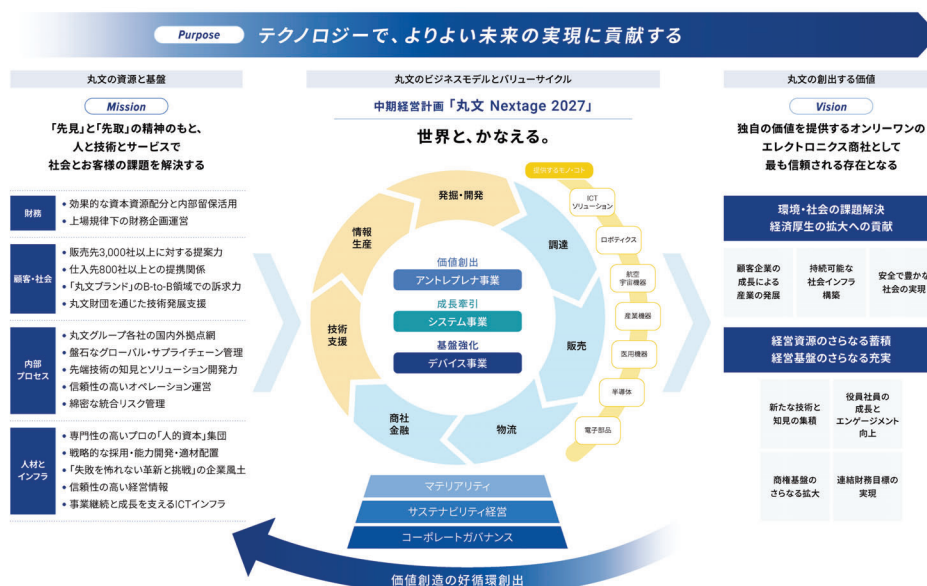 Purpose テクノロジーで、よりよい未来の実現に貢献する
丸文の資源と基盤
Mission
「先見」と「先取」の精神のもと、
人と技術とサービスで
社会とお客様の課題を解決する
財務
• 効果的な資本資源配分と内部留保活用
• 上場規律下の財務企画運営
顧客・社会
• 販売先3,000社以上に対する提案力
• 仕入先800社以上との提携関係
• 「丸文ブランド」のB-to-B領域での訴求力
• 丸文財団を通じた技術発展支援
内部
プロセス
• 丸文グループ各社の国内外拠点網
• 盤石なグローバル・サプライチェーン管理
• 先端技術の知見とソリューション開発力
• 信頼性の高いオペレーション運営
• 綿密な統合リスク管理
人材と
インフラ
• 専門性の高いプロの「人的資本」集団
• 戦略的な採用・能力開発・適材配置
• 「失敗を怖れない革新と挑戦」の企業風土
• 信頼性の高い経営情報
• 事業継続と成長を支えるICTインフラ
丸文のビジネスモデルとバリューサイクル
中期経営計画「丸文 Nextage 2027」
世界と、かなえる。
提供するモノ・コト
発掘・開発
調達
販売
物流
商社
金融
技術
支援
情報
生産
価値創出
アントレプレナ事業
成長牽引
システム事業
基盤強化
デバイス事業
ICT
ソリューション
ロボティクス
航空
宇宙機器
産業機器
医用機器
半導体
電子部品
マテリアリティ
サステナビリティ経営
コーポレートガバナンス
価値創造の好循環創出
丸文の創出する価値
Vision
独自の価値を提供するオンリーワンの
エレクトロニクス商社として
最も信頼される存在となる
環境・社会の課題解決
経済厚生の拡大への貢献
顧客企業の
成長による
産業の発展
持続可能な
社会インフラ
構築
安全で豊かな
社会の実現
経営資源のさらなる蓄積
経営基盤のさらなる充実
新たな技術と
知見の集積
役員社員の
成長と
エンゲージメント
向上
商権基盤の
さらなる拡大
連結財務目標の
実現